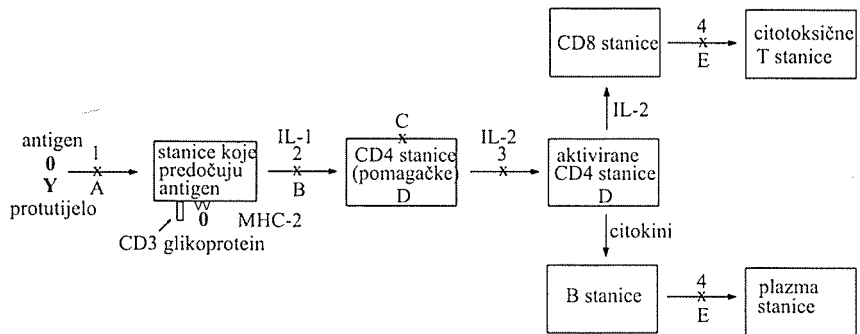 antigen
0
Y
protutijelo
1
A
stanice koje
predočuju
antigen
0
MHC-2
CD3 glikoprotein
IL-1
2
B
C
CD4 stanice
(pomagačke)
D
IL-2
3
aktivirane
CD4 stanice
D
IL-2
CD8 stanice
4
E
citotoksične
T stanice
citokini
B stanice
4
E
plazma
stanice